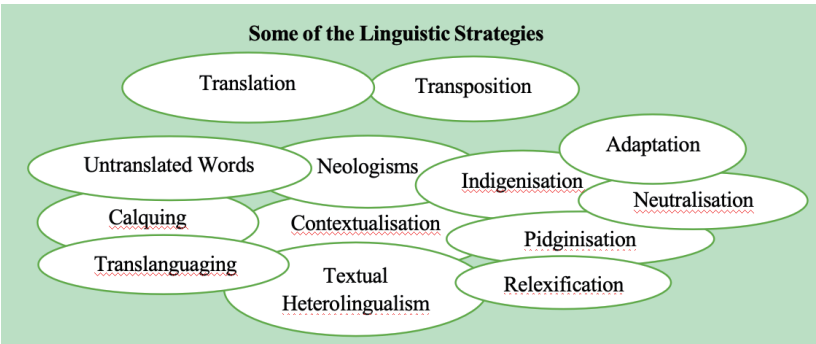 Some of the Linguistic Strategies
Translation
Transposition
Adaptation
Untranslated Words
Neologisms
Indigenisation
Neutralisation
Calquing
Contextualisation
Pidginisation
Translanguaging
Textual
Heterolingualism
Relexification